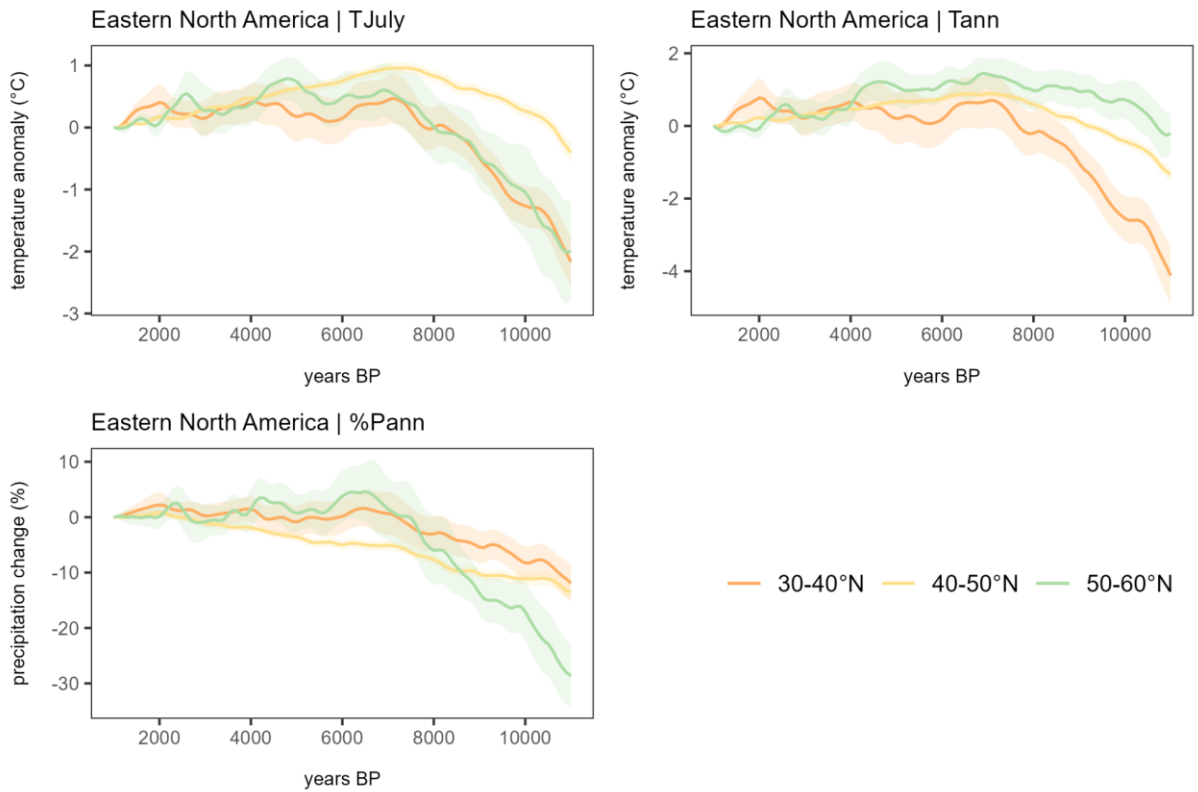 Eastern North America | TJuly
temperature anomaly (°C)
1
0
-1
-2
-3
2000 4000 6000 8000 10000
years BP
Eastern North America | Tann
temperature anomaly (°C)
2
0
-2
-4
2000 4000 6000 8000 10000
years BP
Eastern North America | %Pann
precipitation change (%)
10
0
-10
-20
-30
2000 4000 6000 8000 10000
years BP
30-40°N 40-50°N 50-60°N